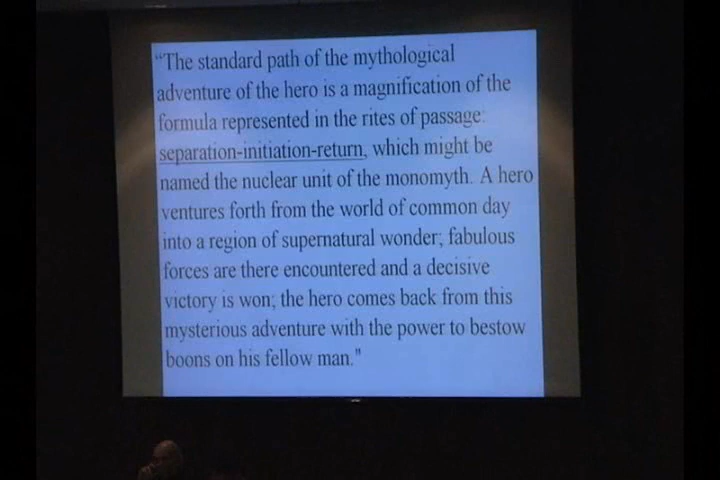 “The standard path of the mythological
adventure of the hero is a magnification of the
formula represented in the rites of passage:
separation-initiation-return, which might be
named the nuclear unit of the monomyth. A hero
ventures forth from the world of common day
into a region of supernatural wonder; fabulous
forces are there encountered and a decisive
victory is won; the hero comes back from this
mysterious adventure with the power to bestow
boons on his fellow man."